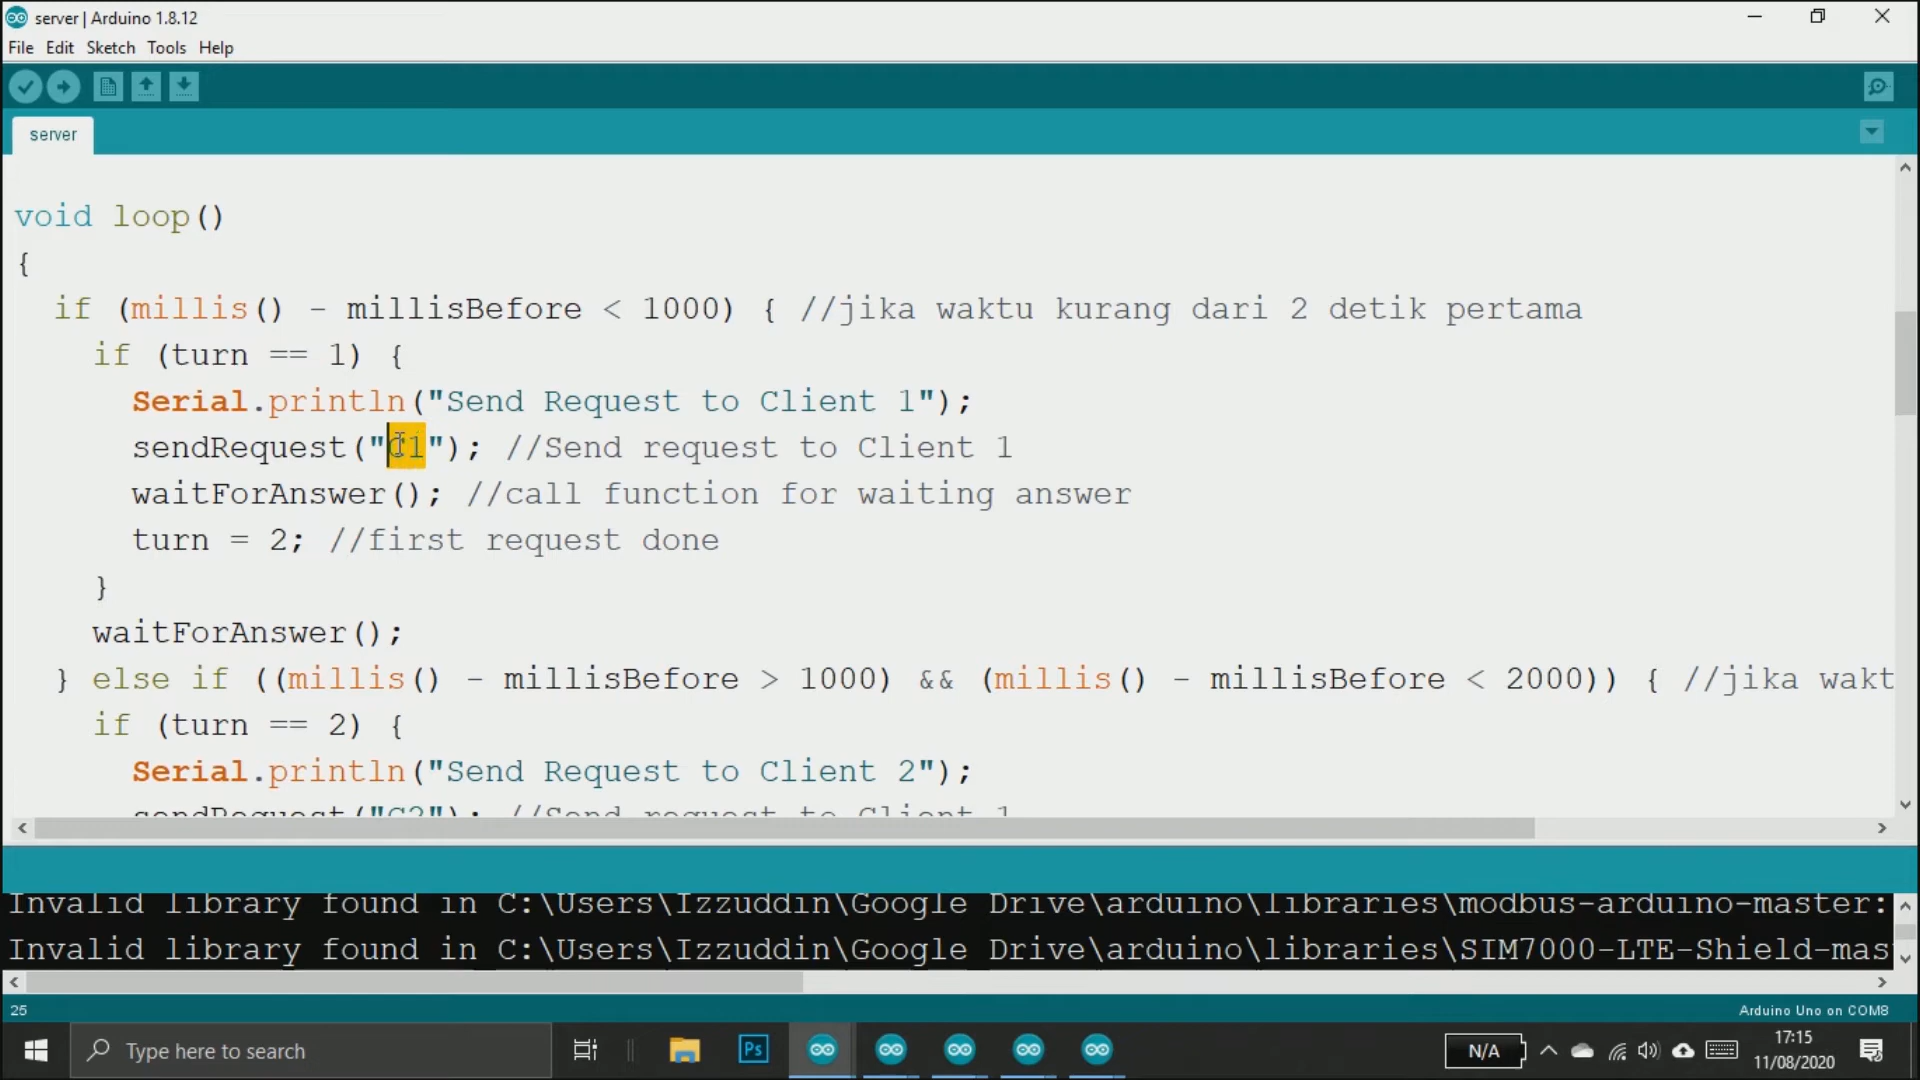 server | Arduino 1.8.12
File Edit Sketch Tools Help
server
void loop()
{
if (millis() - millisBefore < 1000) { //jika waktu kurang dari 2 detik pertama
if (turn == 1) {
Serial.println("Send Request to Client 1");
sendRequest("C1"); //Send request to Client 1
waitForAnswer(); //call function for waiting answer
turn = 2; //first request done
}
waitForAnswer();
} else if ((millis() - millisBefore > 1000) && (millis() - millisBefore < 2000)) { //jika wakt
if (turn == 2) {
Serial.println("Send Request to Client 2");
sendRequest("C2"); //Send request to Client 1
Invalid library found in C:\Users\Izzuddin\Google Drive\arduino\libraries\modbus-arduino-master:
Invalid library found in C:\Users\Izzuddin\Google Drive\arduino\libraries\SIM7000-LTE-Shield-mas
25
Arduino Uno on COM8
Type here to search
Ps
N/A
17:15
11/08/2020